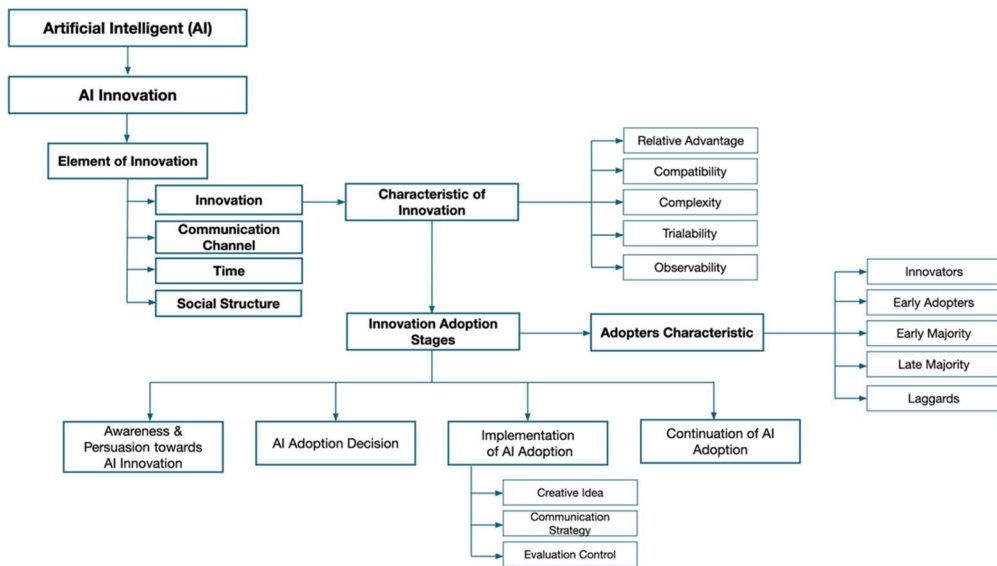 Artificial Intelligent (AI)
AI Innovation
Element of Innovation
Innovation
Communication
Channel
Time
Social Structure
Characteristic of
Innovation
Relative Advantage
Compatibility
Complexity
Trialability
Observability
Innovation Adoption
Stages
Adopters Characteristic
Innovators
Early Adopters
Early Majority
Late Majority
Laggards
Awareness &
Persuasion towards
AI Innovation
AI Adoption Decision
Implementation
of AI Adoption
Continuation of AI
Adoption
Creative Idea
Communication
Strategy
Evaluation Control